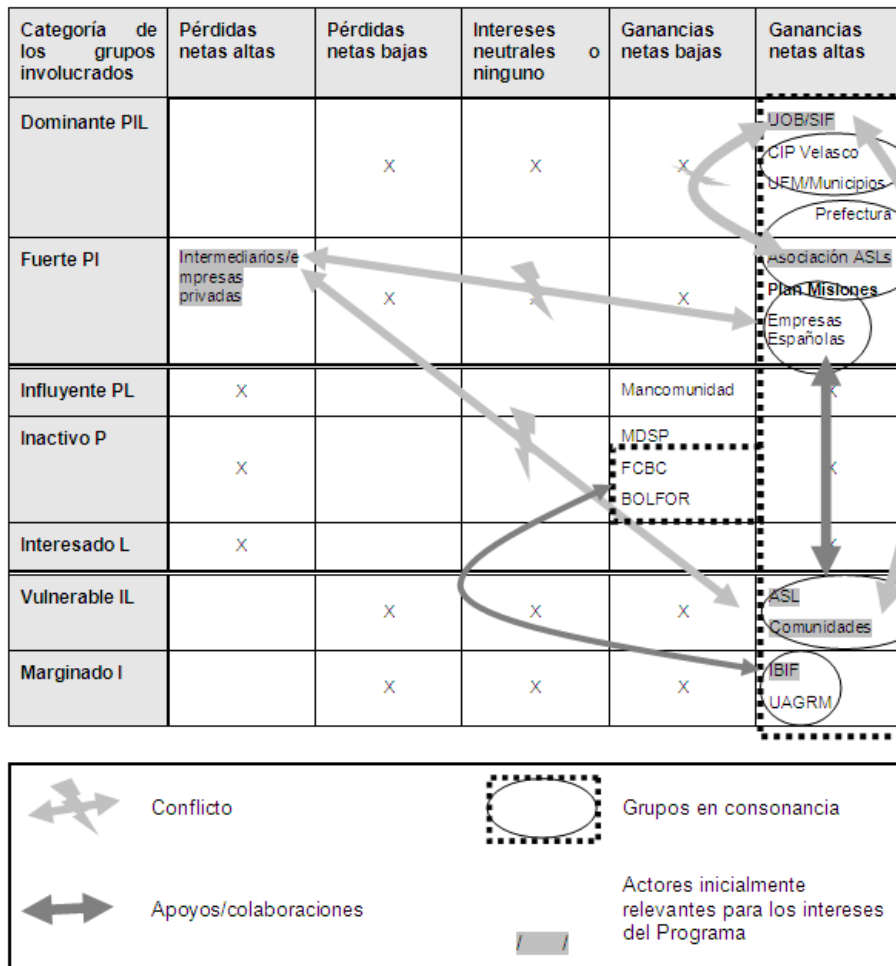 Categoría de
los grupos
involucrados
Pérdidas
netas altas
Pérdidas
netas bajas
Intereses
neutrales o
ninguno
Ganancias
netas bajas
Ganancias
netas altas
Dominante PIL
X
X
X
UOB/SIF
CIP Velasco
UFM/Municipios
Prefectura
Fuerte PI
Intermediarios/e
mpresas
privadas
X
X
Asociación ASLs
Plan Misiones
Empresas
Españolas
Influyente PL
X
Mancomunidad
X
Inactivo P
X
MDSP
FCBC
BOLFOR
X
Interesado L
X
X
Vulnerable IL
X
X
X
ASL
Comunidades
Marginado I
X
X
X
IBIF
UAGRM
Conflicto
Grupos en consonancia
Apoyos/colaboraciones
/ /
Actores inicialmente
relevantes para los intereses
del Programa